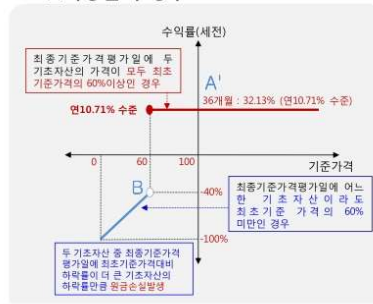 수익률(세전)
최종기준가격평가일에 두
기초자산의 가격이 모두 최초
기준가격의 60%이상인 경우
A'
연10.71% 수준
36개월 : 32.13% (연10.71% 수준)
0 60 100
기준가격
B
-40%
최종기준가격평가일에 어느
한 기초자산이라도
최초기준 가격의 60%
미만인 경우
-100%
두 기초자산 중 최종기준가격
평가일에 최초기준가격대비
하락률이 더 큰 기초자산의
하락률만큼 원금손실발생